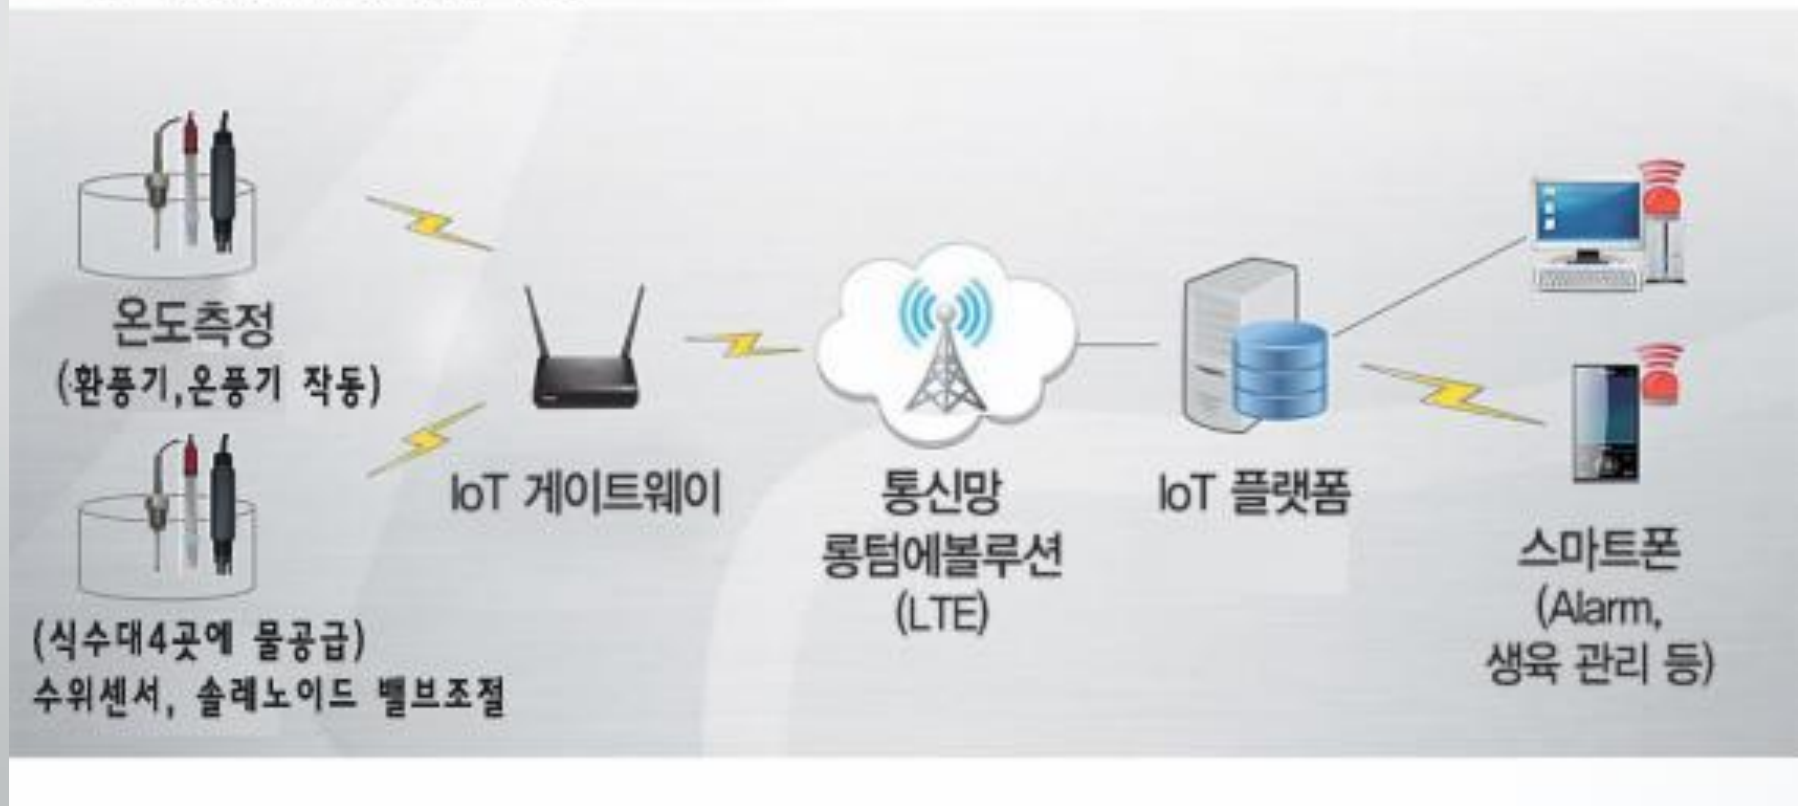 온도측정
(환풍기,온풍기 작동)
(식수대4곳에 물공급)
수위센서, 솔레노이드 밸브조절
IoT 게이트웨이
통신망
롱텀에볼루션
(LTE)
IoT 플랫폼
스마트폰
(Alarm,
생육 관리 등)